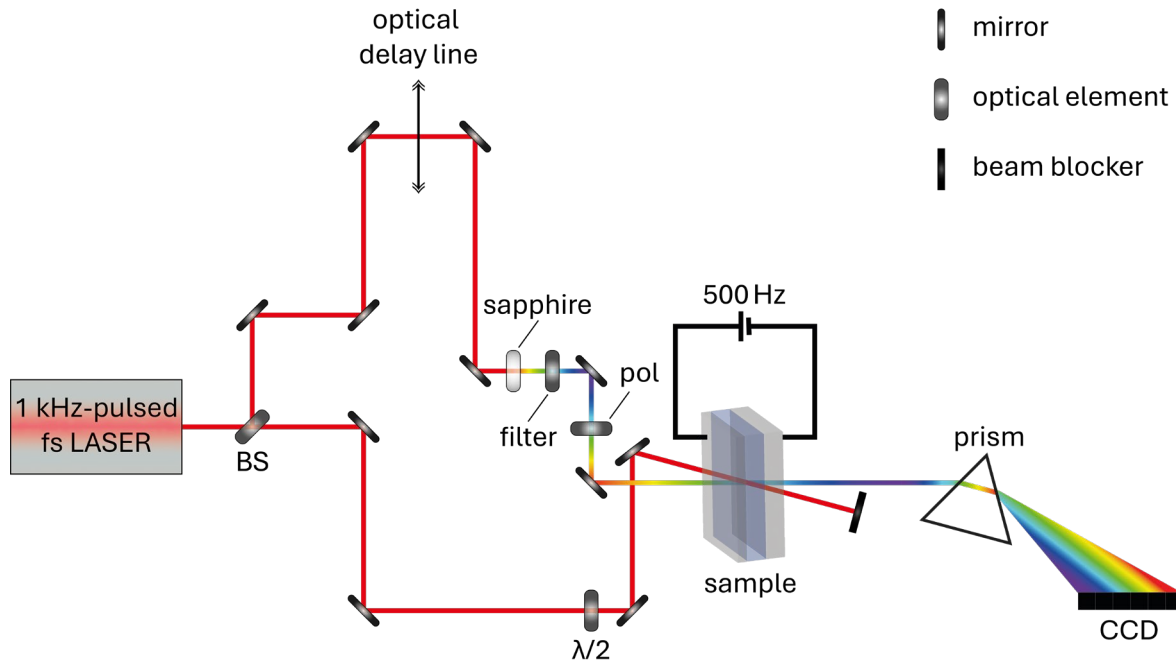 optical
delay line
mirror
optical element
beam blocker
500 Hz
sapphire
pol
filter
1 kHz-pulsed
fs LASER
BS
prism
sample
CCD
λ/2